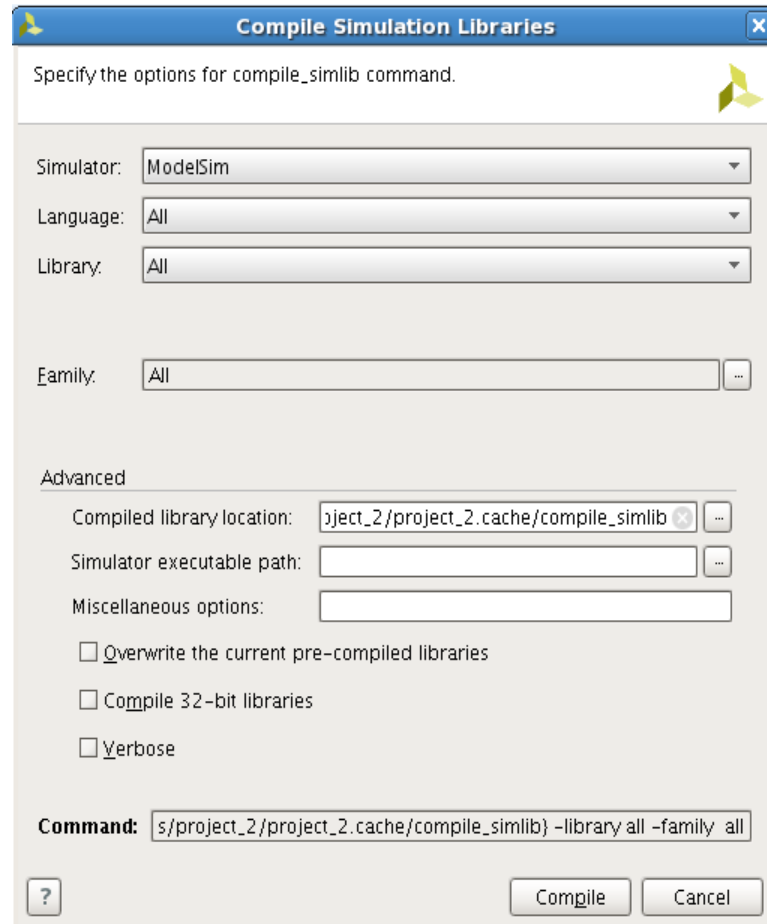 Compile Simulation Libraries
Specify the options for compile_simlib command.
Simulator: ModelSim
Language: All
Library: All
Family: All ...
Advanced
Compiled library location: oject_2/project_2.cache/compile_simlib ...
Simulator executable path: ...
Miscellaneous options:
Overwrite the current pre-compiled libraries
Compile 32-bit libraries
Verbose
Command: s/project_2/project_2.cache/compile_simlib} -library all -family  all
? Compile Cancel